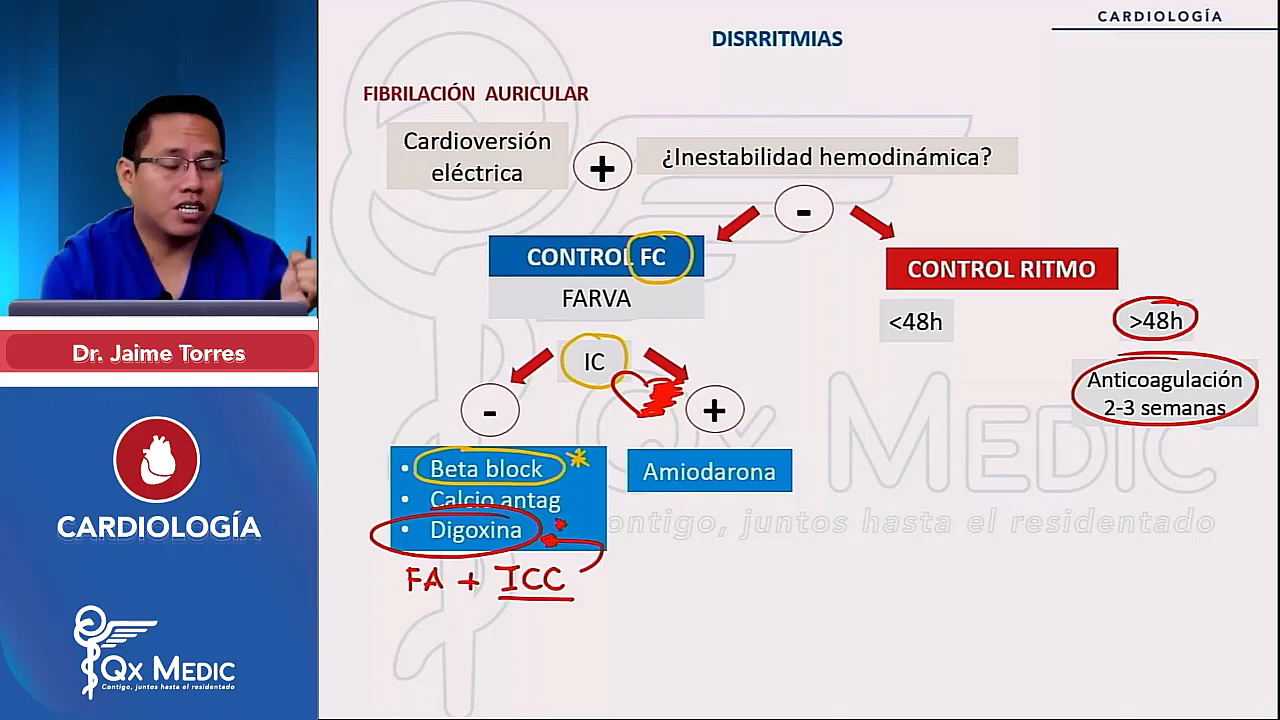 CARDIOLOGÍA
DISRRITMIAS
FIBRILACIÓN AURICULAR
Cardioversión
eléctrica
+
¿Inestabilidad hemodinámica?
-
CONTROL FC
FARVA
CONTROL RITMO
<48h
>48h
Anticoagulación
2-3 semanas
IC
-
+
• Beta block
• Calcio antag
• Digoxina
Amiodarona
FA + ICC
Qx MEDIC
contigo, juntos hasta el residentado
Dr. Jaime Torres
CARDIOLOGÍA
Qx MEDIC
Contigo, juntos hasta el residentado